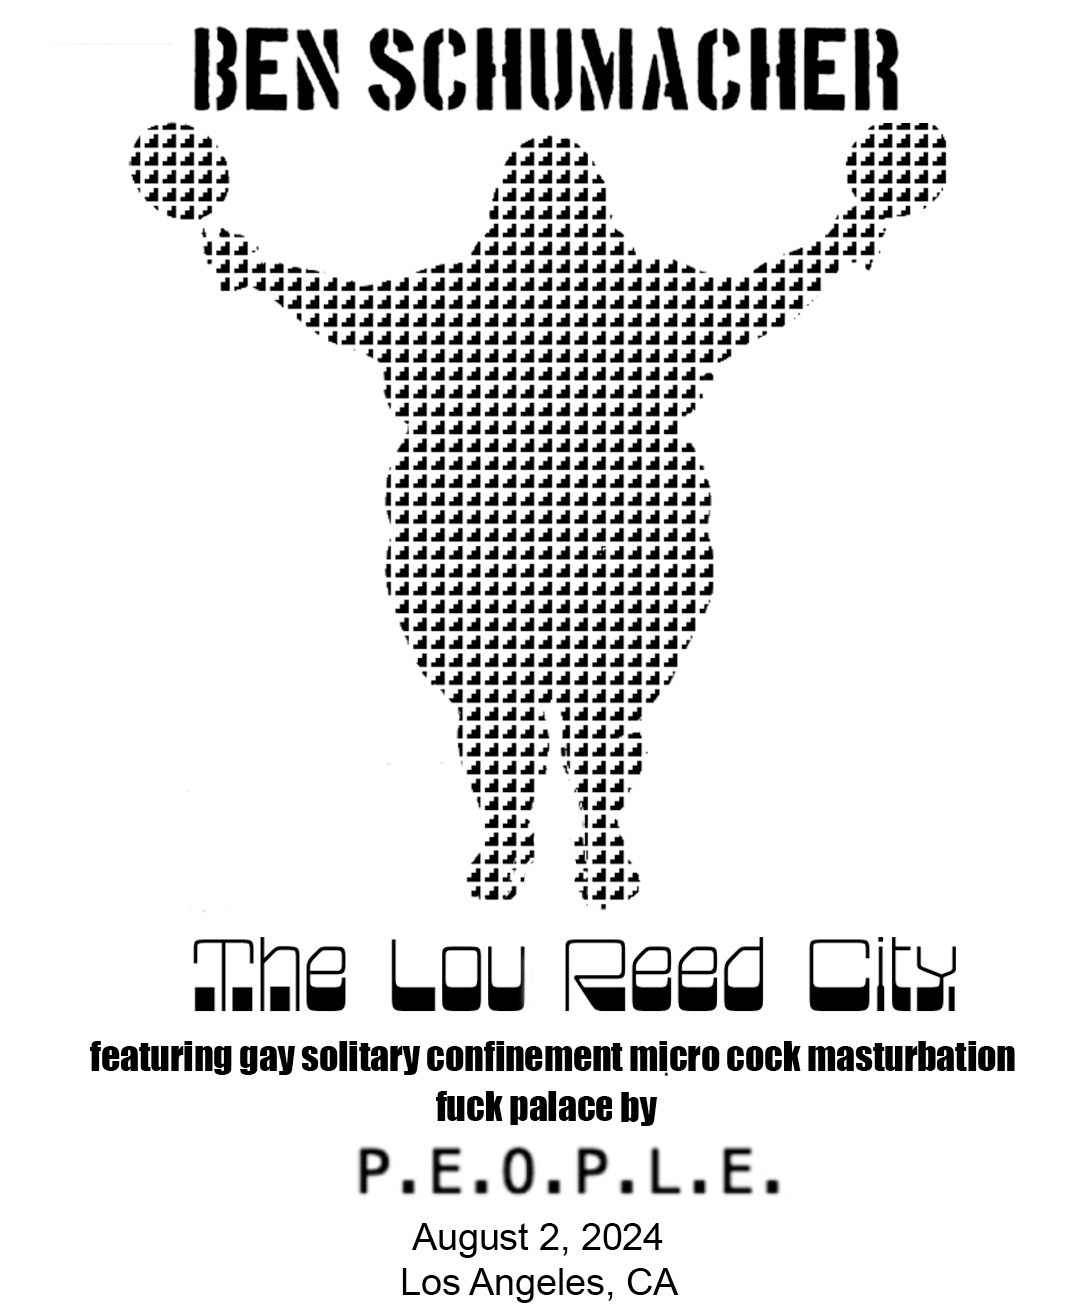 BEN SCHUMACHER
The Lou Reed City
featuring gay solitary confinement micro cock masturbation
fuck palace by
P.E.O.P.L.E.
August 2, 2024
Los Angeles, CA